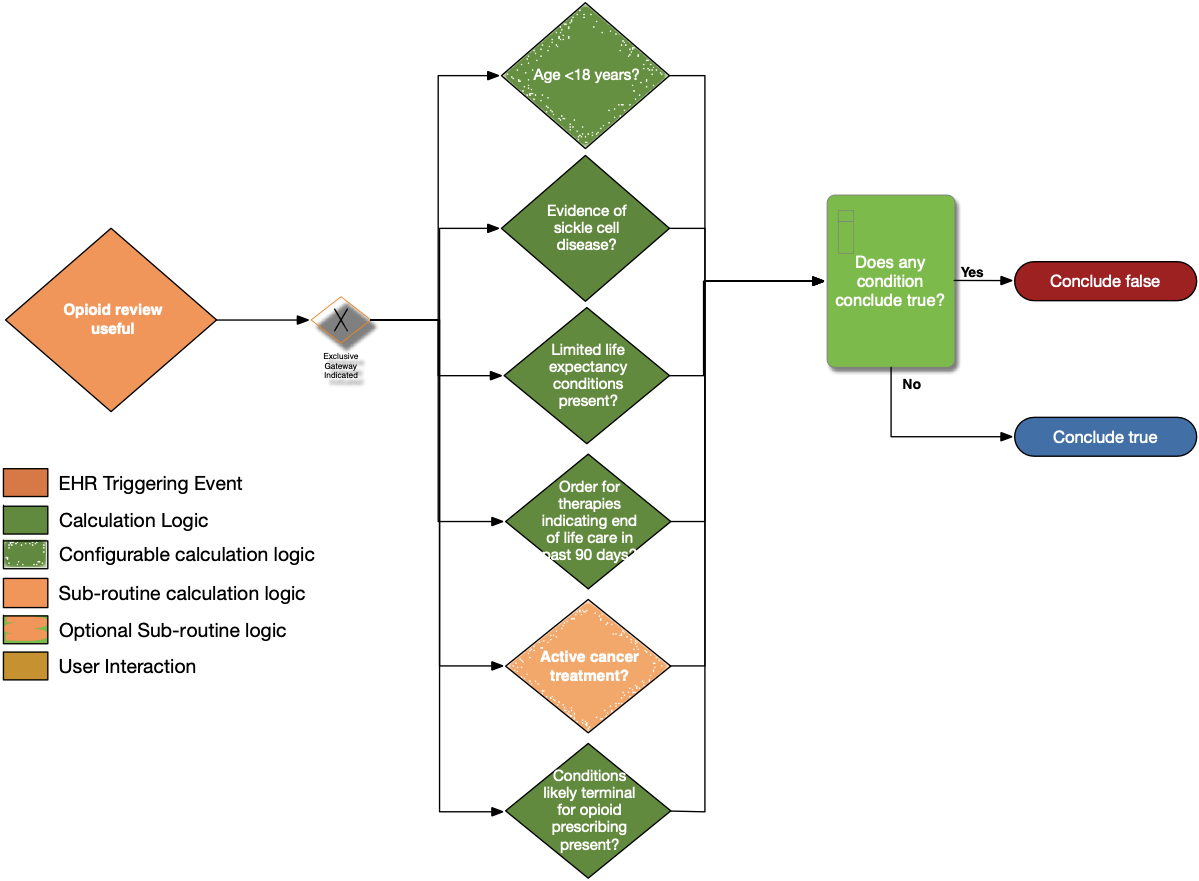 Age <18 years?
Evidence of
sickle cell
disease?
Opioid review
useful
X
Exclusive
Gateway
Indicated
Limited life
expectancy
conditions
present?
Does any
condition
conclude true?
Yes
Conclude false
No
Conclude true
Order for
therapies
indicating end
of life care in
past 90 days?
Active cancer
treatment?
Conditions
likely terminal
for opioid
prescribing
present?
EHR Triggering Event
Calculation Logic
Configurable calculation logic
Sub-routine calculation logic
Optional Sub-routine logic
User Interaction